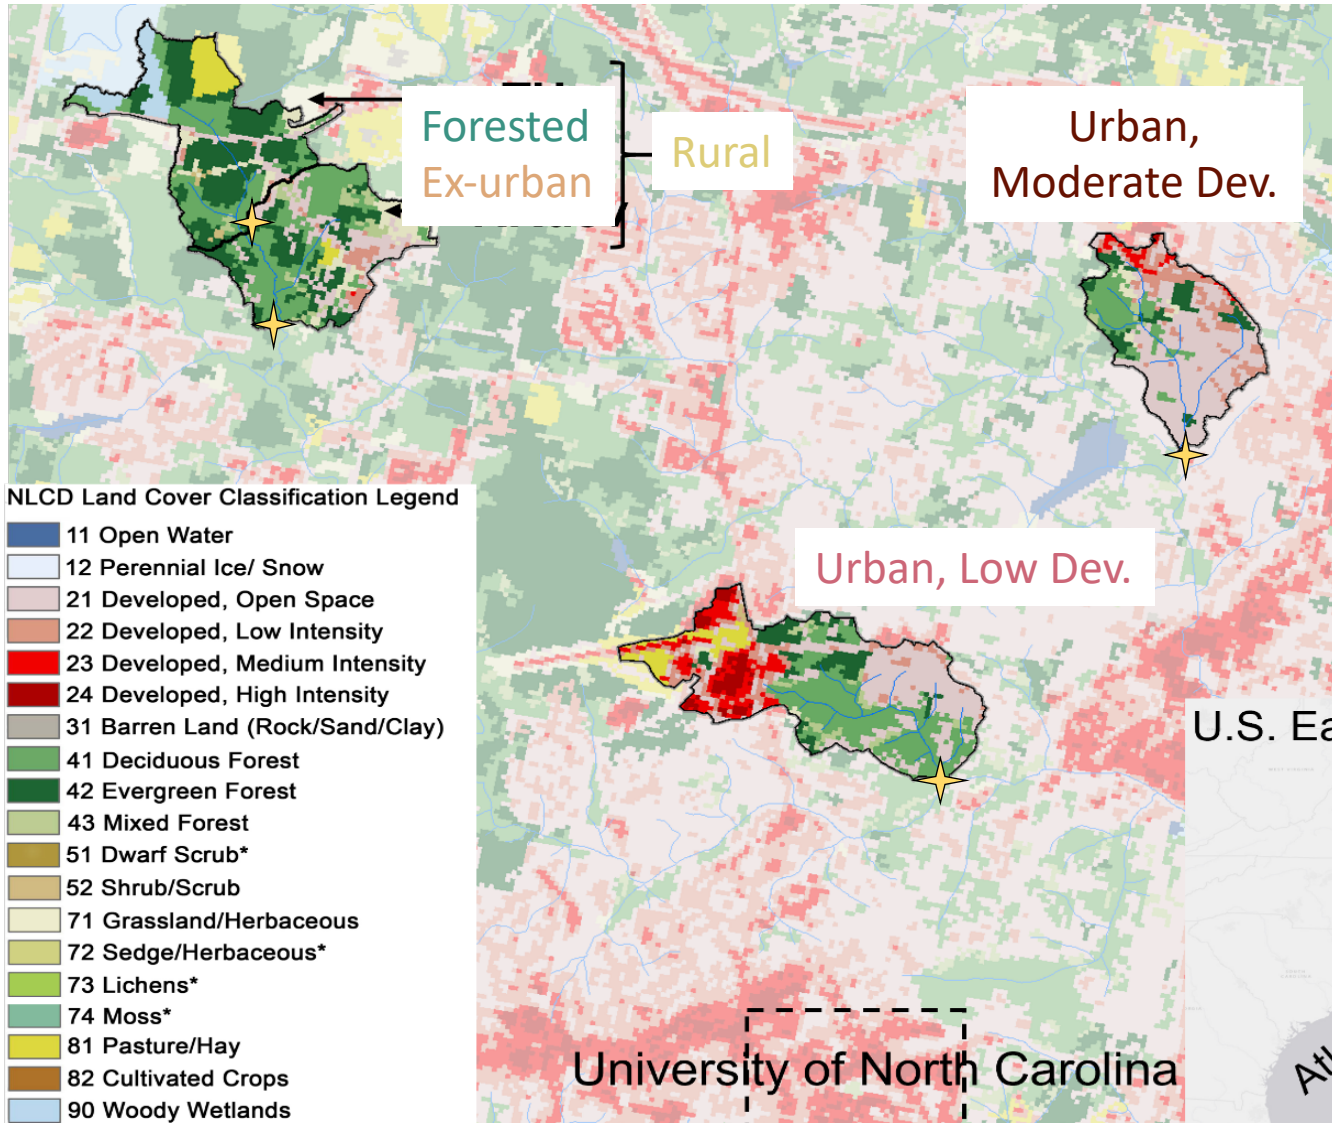 Forested
Ex-urban
Rural
Urban,
Moderate Dev.
Urban, Low Dev.
NLCD Land Cover Classification Legend
11 Open Water
12 Perennial Ice/ Snow
21 Developed, Open Space
22 Developed, Low Intensity
23 Developed, Medium Intensity
24 Developed, High Intensity
31 Barren Land (Rock/Sand/Clay)
41 Deciduous Forest
42 Evergreen Forest
43 Mixed Forest
51 Dwarf Scrub*
52 Shrub/Scrub
71 Grassland/Herbaceous
72 Sedge/Herbaceous*
73 Lichens*
74 Moss*
81 Pasture/Hay
82 Cultivated Crops
90 Woody Wetlands
U.S. Ea
Atl
University of North Carolina